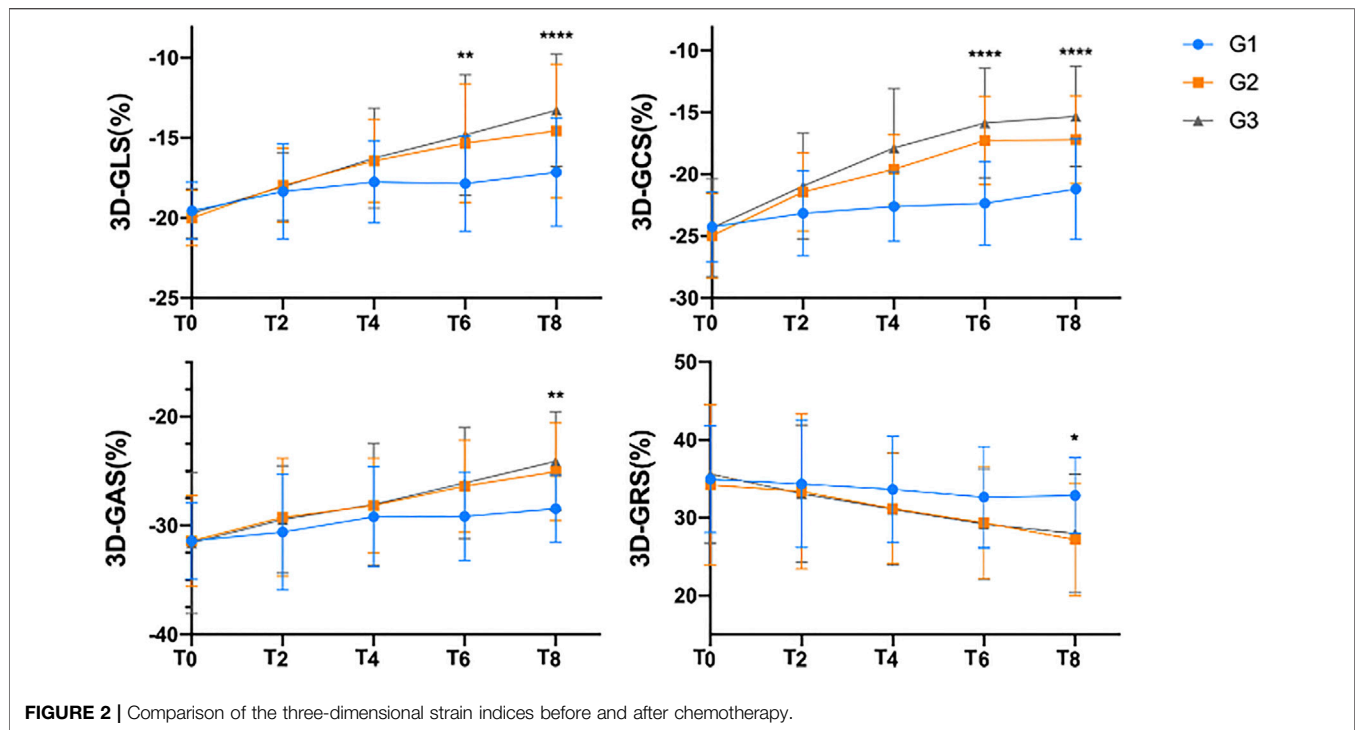 3D-GLS(%)
**
****
-10
-15
-20
-25
T0 T2 T4 T6 T8
3D-GCS(%)
****
****
-10
-15
-20
-25
-30
T0 T2 T4 T6 T8
G1
G2
G3
3D-GAS(%)
**
-20
-30
-40
T0 T2 T4 T6 T8
3D-GRS(%)
*
50
40
30
20
T0 T2 T4 T6 T8
FIGURE 2 | Comparison of the three-dimensional strain indices before and after chemotherapy.